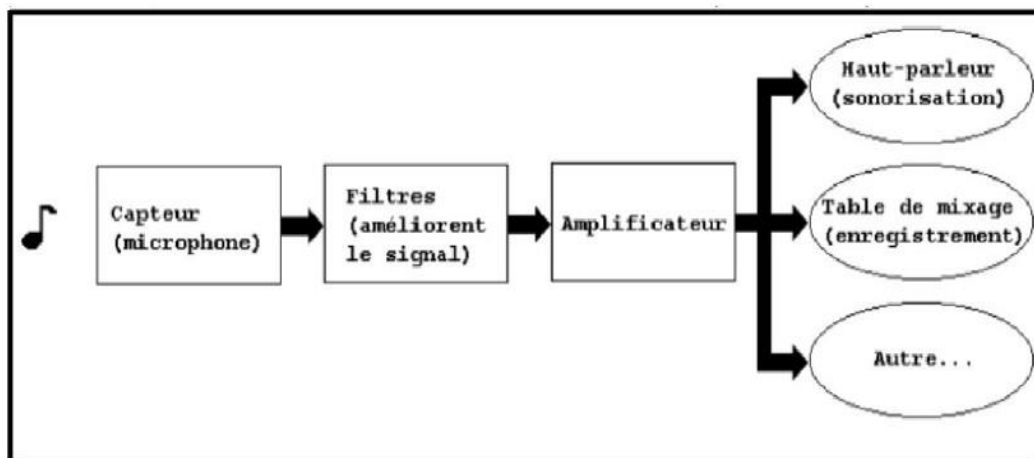 Capteur
(microphone)
Filtres
(améliorent
le signal)
Amplificateur
Haut-parleur
(sonorisation)
Table de mixage
(enregistrement)
Autre...